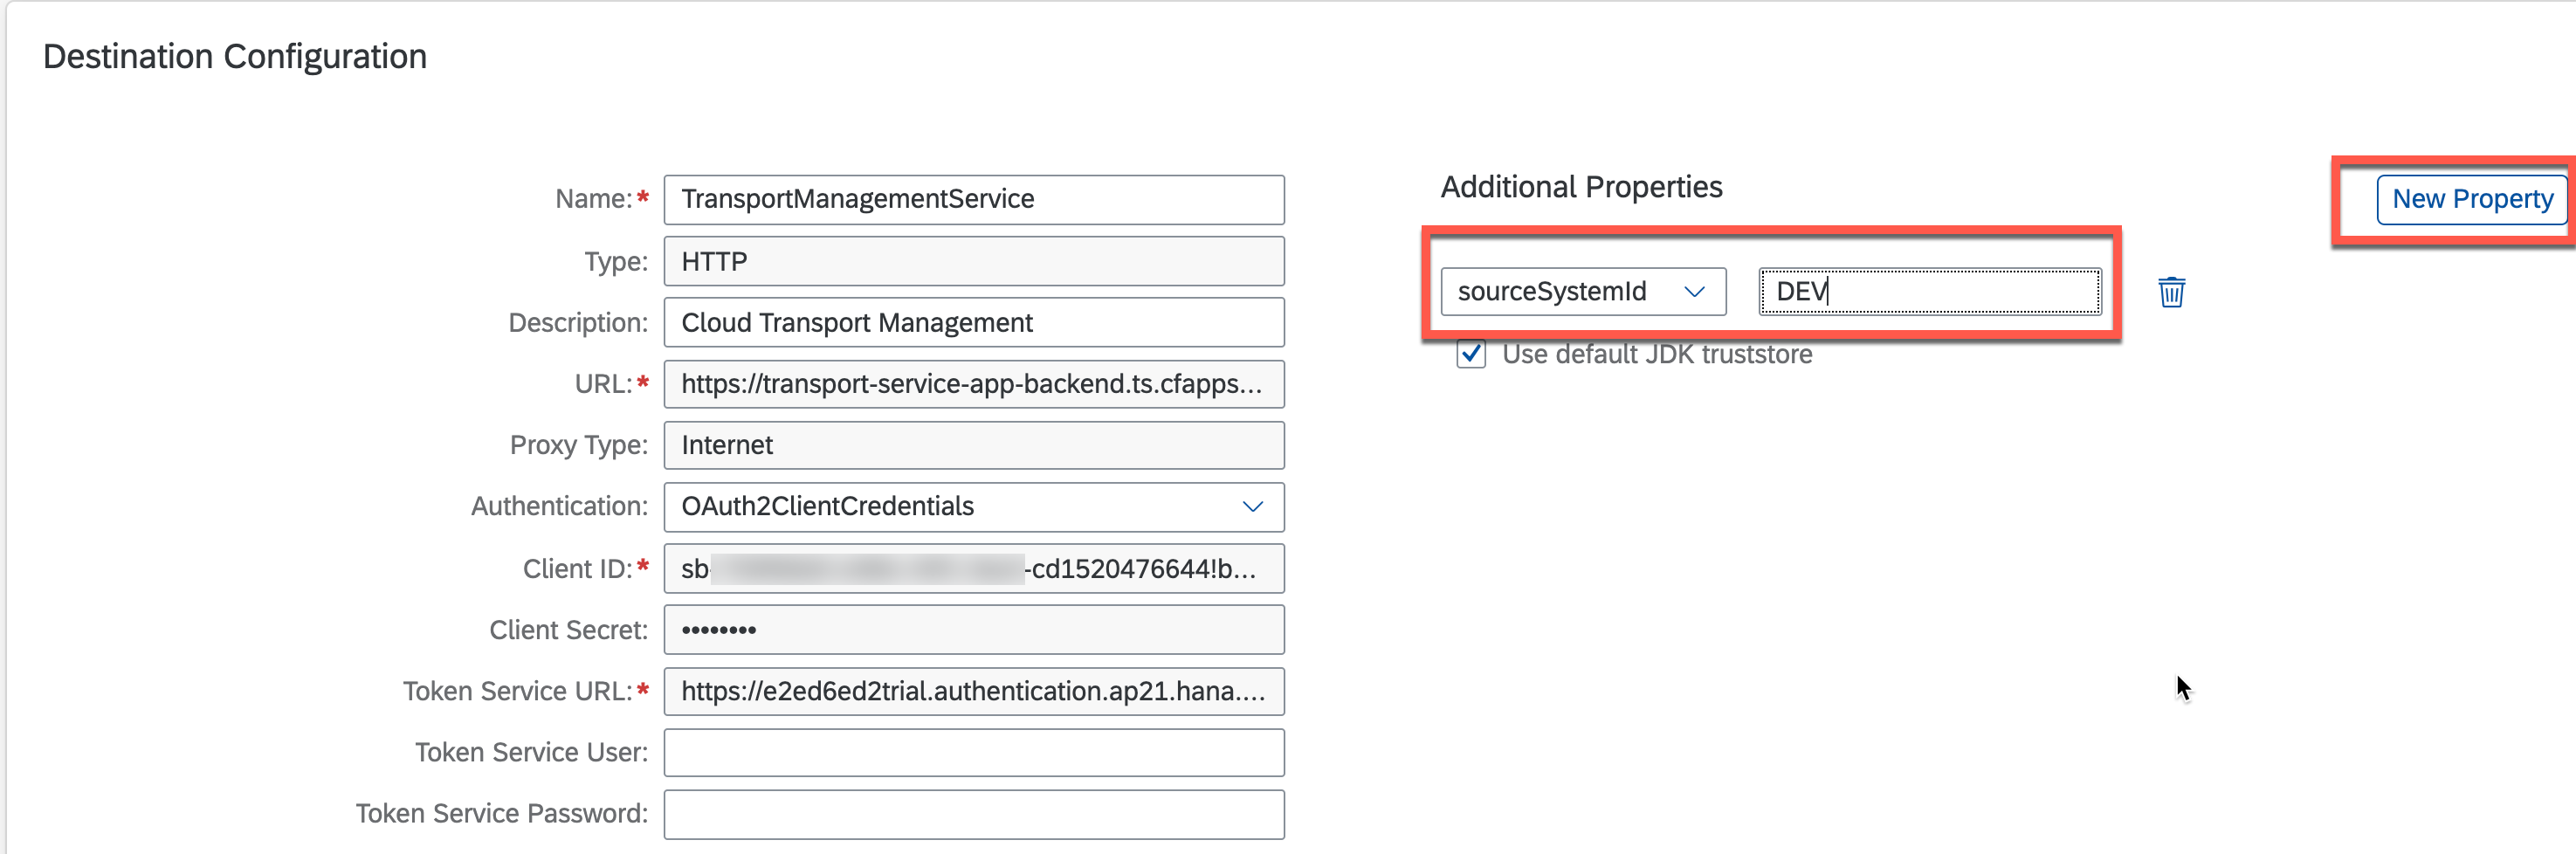 Destination Configuration
Name:* TransportManagementService
Type: HTTP
Description: Cloud Transport Management
URL:* https://transport-service-app-backend.ts.cfapps...
Proxy Type: Internet
Authentication: OAuth2ClientCredentials
Client ID:* sb- -cd1520476644!b...
Client Secret: ••••••••
Token Service URL:* https://e2ed6ed2trial.authentication.ap21.hana....
Token Service User:
Token Service Password:
Additional Properties
New Property
sourceSystemId DEV
Use default JDK truststore